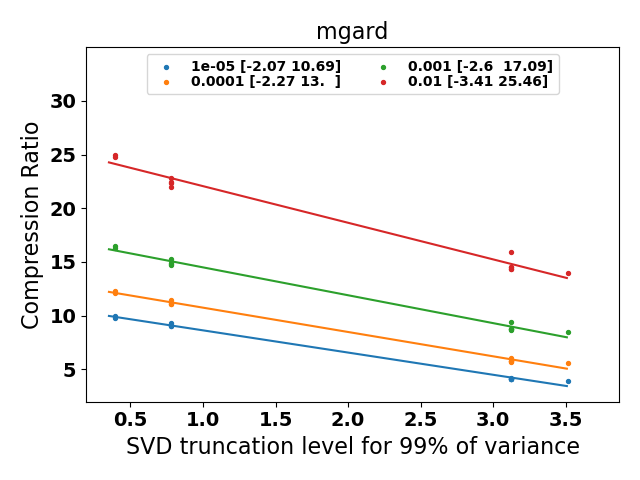 mgard
1e-05 [-2.07 10.69]
0.0001 [-2.27 13.  ]
0.001 [-2.6  17.09]
0.01 [-3.41 25.46]
Compression Ratio
30
25
20
15
10
5
0.5 1.0 1.5 2.0 2.5 3.0 3.5
SVD truncation level for 99% of variance